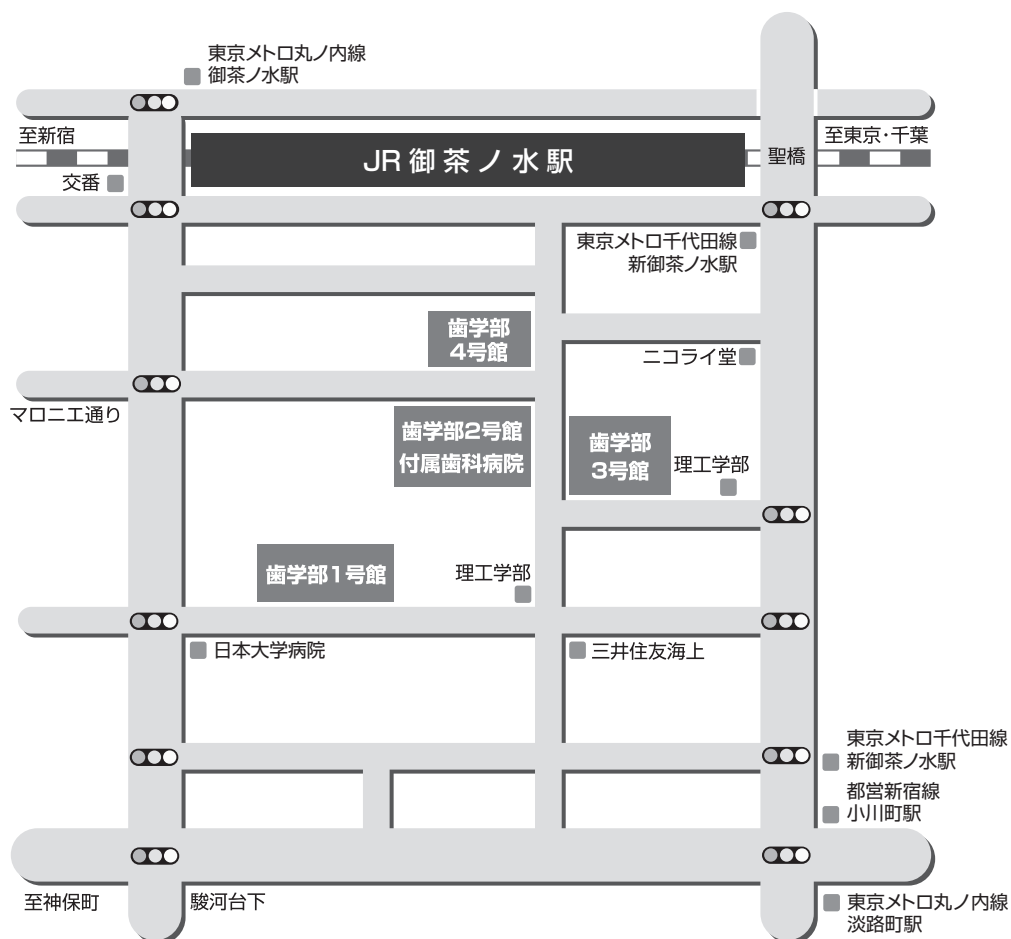 東京メトロ丸ノ内線
御茶ノ水駅
至新宿
至東京・千葉
JR御茶ノ水駅
聖橋
交番
東京メトロ千代田線
新御茶ノ水駅
歯学部
4号館
ニコライ堂
マロニエ通り
歯学部2号館
付属歯科病院
歯学部
3号館
理工学部
歯学部1号館
理工学部
日本大学病院
三井住友海上
東京メトロ千代田線
新御茶ノ水駅
都営新宿線
小川町駅
至神保町
駿河台下
東京メトロ丸ノ内線
淡路町駅